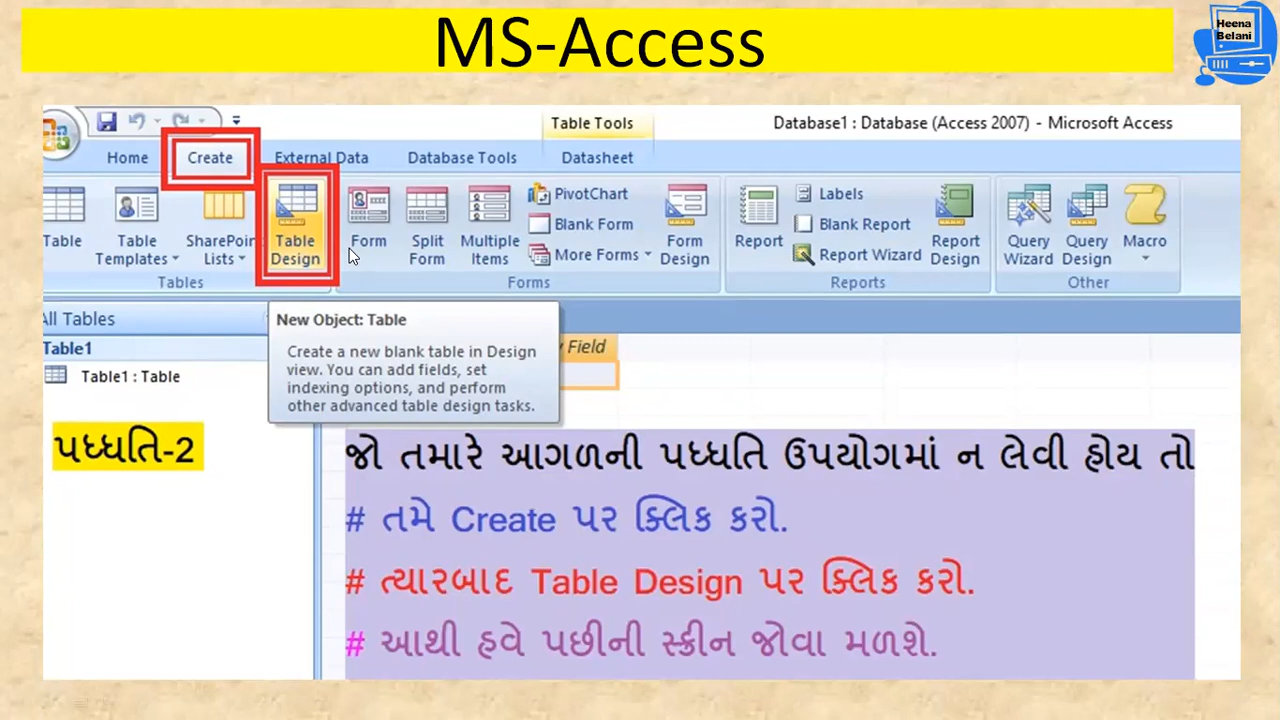 MS-Access
Heena
Belani
Table Tools
Database1 : Database (Access 2007) - Microsoft Access
Home Create External Data Database Tools Datasheet
Table
Table Templates
SharePoint Lists
Table Design
Form
Split Form
Multiple Items
PivotChart
Blank Form
More Forms
Form Design
Report
Labels
Blank Report
Report Wizard
Report Design
Query Wizard
Query Design
Macro
Tables Forms Reports Other
All Tables
Table1
Table1 : Table
New Object: Table
Create a new blank table in Design
view. You can add fields, set
indexing options, and perform
other advanced table design tasks.
Field
પધ્ધતિ-2
જો તમારે આગળની પધ્ધતિ ઉપયોગમાં ન લેવી હોય તો
# તમે Create પર ક્લિક કરો.
# ત્યારબાદ Table Design પર ક્લિક કરો.
# આથી હવે પછીની સ્ક્રીન જોવા મળશે.